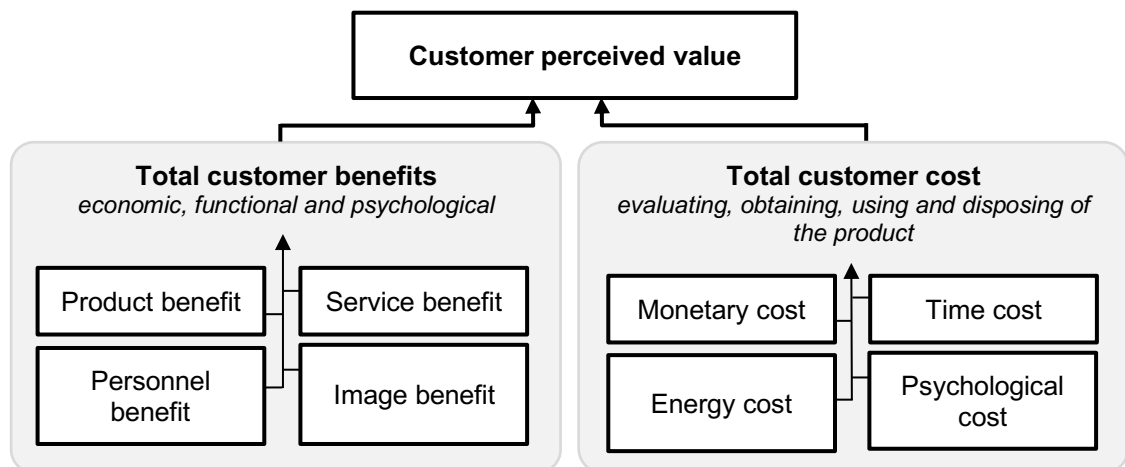 Customer perceived value
Total customer benefits
economic, functional and psychological
Product benefit
Service benefit
Personnel
benefit
Image benefit
Total customer cost
evaluating, obtaining, using and disposing of
the product
Monetary cost
Time cost
Energy cost
Psychological
cost